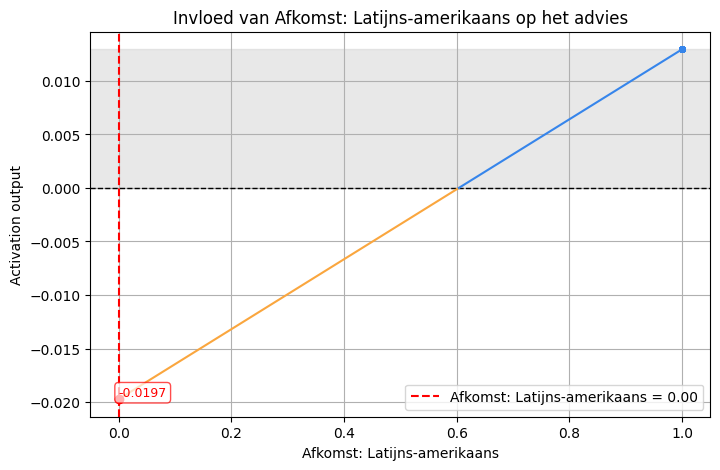 Invloed van Afkomst: Latijns-amerikaans op het advies
Activation output
0.010
0.005
0.000
−0.005
−0.010
−0.015
−0.020
-0.0197
Afkomst: Latijns-amerikaans = 0.00
0.0 0.2 0.4 0.6 0.8 1.0
Afkomst: Latijns-amerikaans